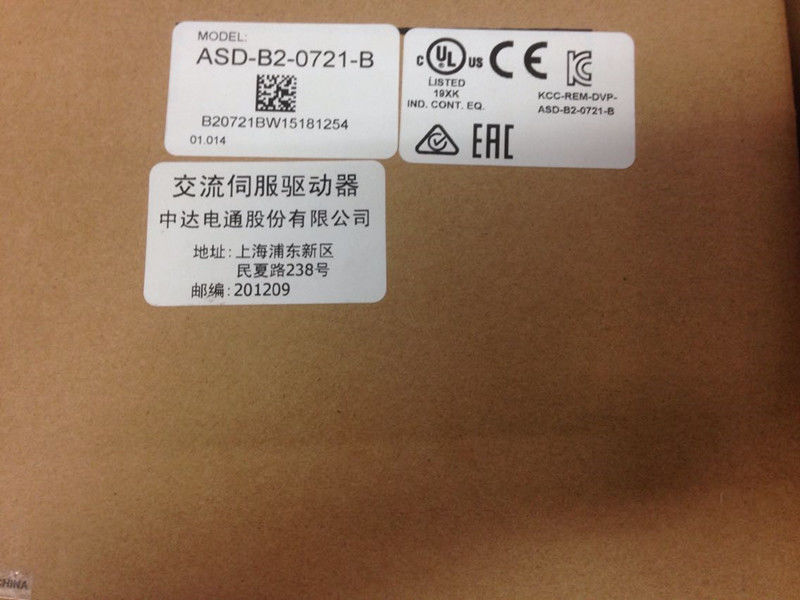 MODEL:
ASD-B2-0721-B
B20721BW15181254
01.014
C UL US
LISTED
19XK
IND. CONT. EQ.
CE
KCC-REM-DVP-
ASD-B2-0721-B
EAC
交流伺服驱动器
中达电通股份有限公司
地址:上海浦东新区
民夏路238号
邮编:201209
CHINA